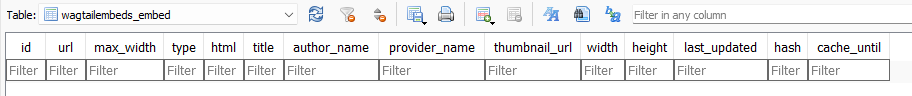 Table: wagtailembeds_embed Filter in any column
id url max_width type html title author_name provider_name thumbnail_url width height last_updated hash cache_until
Filter Filter Filter Filter Filter Filter Filter Filter Filter Filter Filter Filter Filter Filter